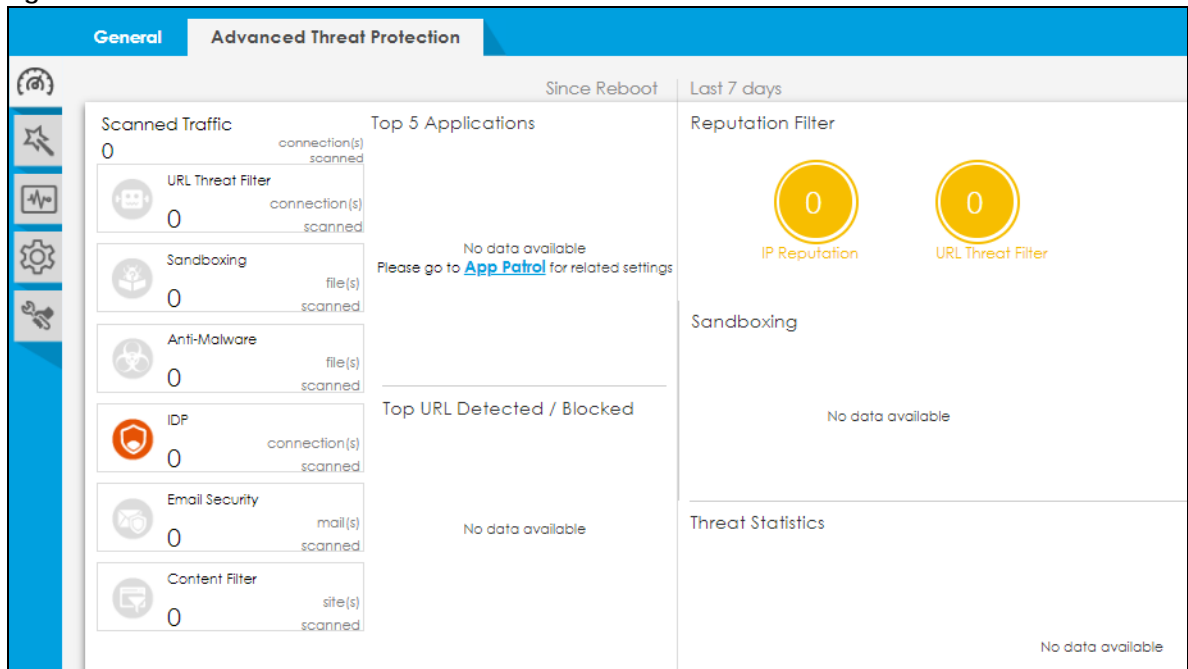 General
Advanced Threat Protection
Since Reboot
Last 7 days
Scanned Traffic
0
connection(s)
scanned
URL Threat Filter
0
connection(s)
scanned
Sandboxing
0
file(s)
scanned
Anti-Malware
0
file(s)
scanned
IDP
0
connection(s)
scanned
Email Security
0
mail(s)
scanned
Content Filter
0
site(s)
scanned
Top 5 Applications
No data available
Please go to App Patrol for related settings
Top URL Detected / Blocked
No data available
Reputation Filter
0
IP Reputation
0
URL Threat Filter
Sandboxing
No data available
Threat Statistics
No data available